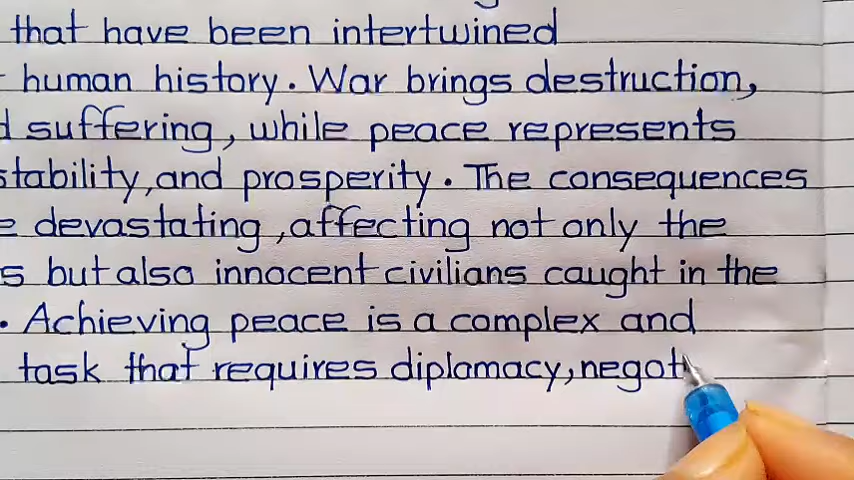 that have been intertwined
human history. War brings destruction,
suffering, while peace represents
stability, and prosperity. The consequences
devastating, affecting not only the
but also innocent civilians caught in the
. Achieving peace is a complex and
task that requires diplomacy, negot